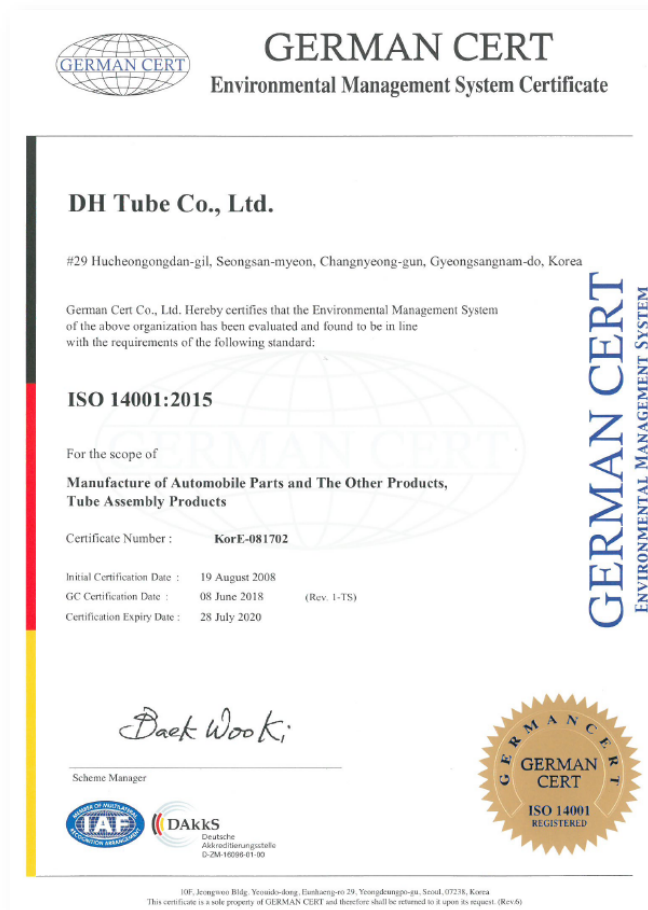 GERMAN CERT
GERMAN CERT
Environmental Management System Certificate
DH Tube Co., Ltd.
#29 Hucheongongdan-gil, Seongsan-myeon, Changnyeong-gun, Gyeongsangnam-do, Korea
German Cert Co., Ltd. Hereby certifies that the Environmental Management System
of the above organization has been evaluated and found to be in line
with the requirements of the following standard:
ISO 14001:2015
GERMAN CERT
For the scope of
Manufacture of Automobile Parts and The Other Products,
Tube Assembly Products
Certificate Number : KorE-081702
Initial Certification Date : 19 August 2008
GC Certification Date : 08 June 2018 (Rev. 1-TS)
Certification Expiry Date : 28 July 2020
GERMAN CERT
ENVIRONMENTAL MANAGEMENT SYSTEM
Baek Woo Ki
Scheme Manager
MEMBER OF MULTILATERAL
IAF
RECOGNITION ARRANGEMENT
DAkkS
Deutsche
Akkreditierungsstelle
D-ZM-16096-01-00
GERMAN CERT
GERMAN
CERT
ISO 14001
REGISTERED
10F, Jeongwoo Bldg. Yeouido-dong, Eunhaeng-ro 29, Yeongdeungpo-gu, Seoul, 07238, Korea
This certificate is a sole property of GERMAN CERT and therefore shall be returned to it upon its request. (Rev.6)